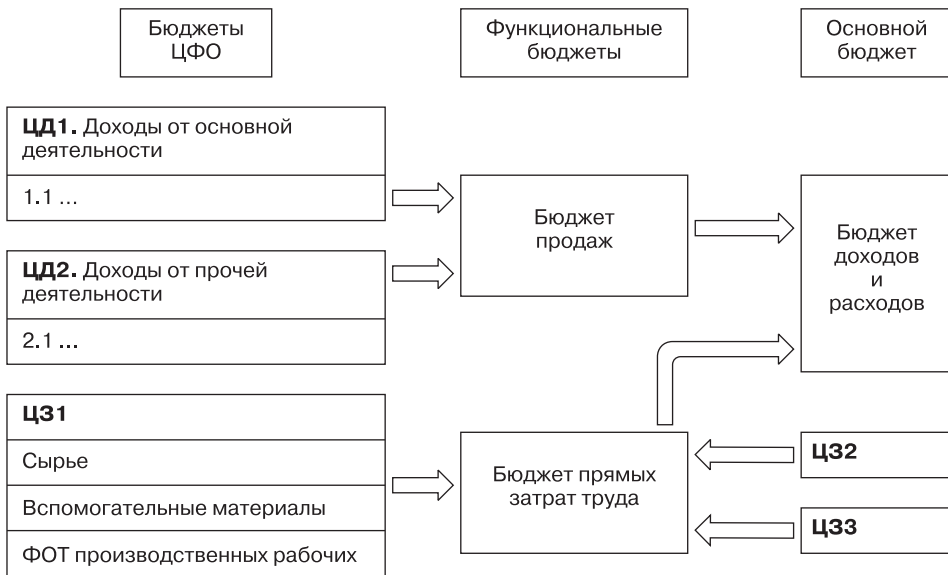 Бюджеты
ЦФО
Функциональные
бюджеты
Основной
бюджет
ЦД1. Доходы от основной
деятельности
1.1 ...
ЦД2. Доходы от прочей
деятельности
2.1 ...
Бюджет
продаж
Бюджет
доходов
и
расходов
ЦЗ1
Сырье
Вспомогательные материалы
ФОТ производственных рабочих
Бюджет прямых
затрат труда
ЦЗ2
ЦЗ3